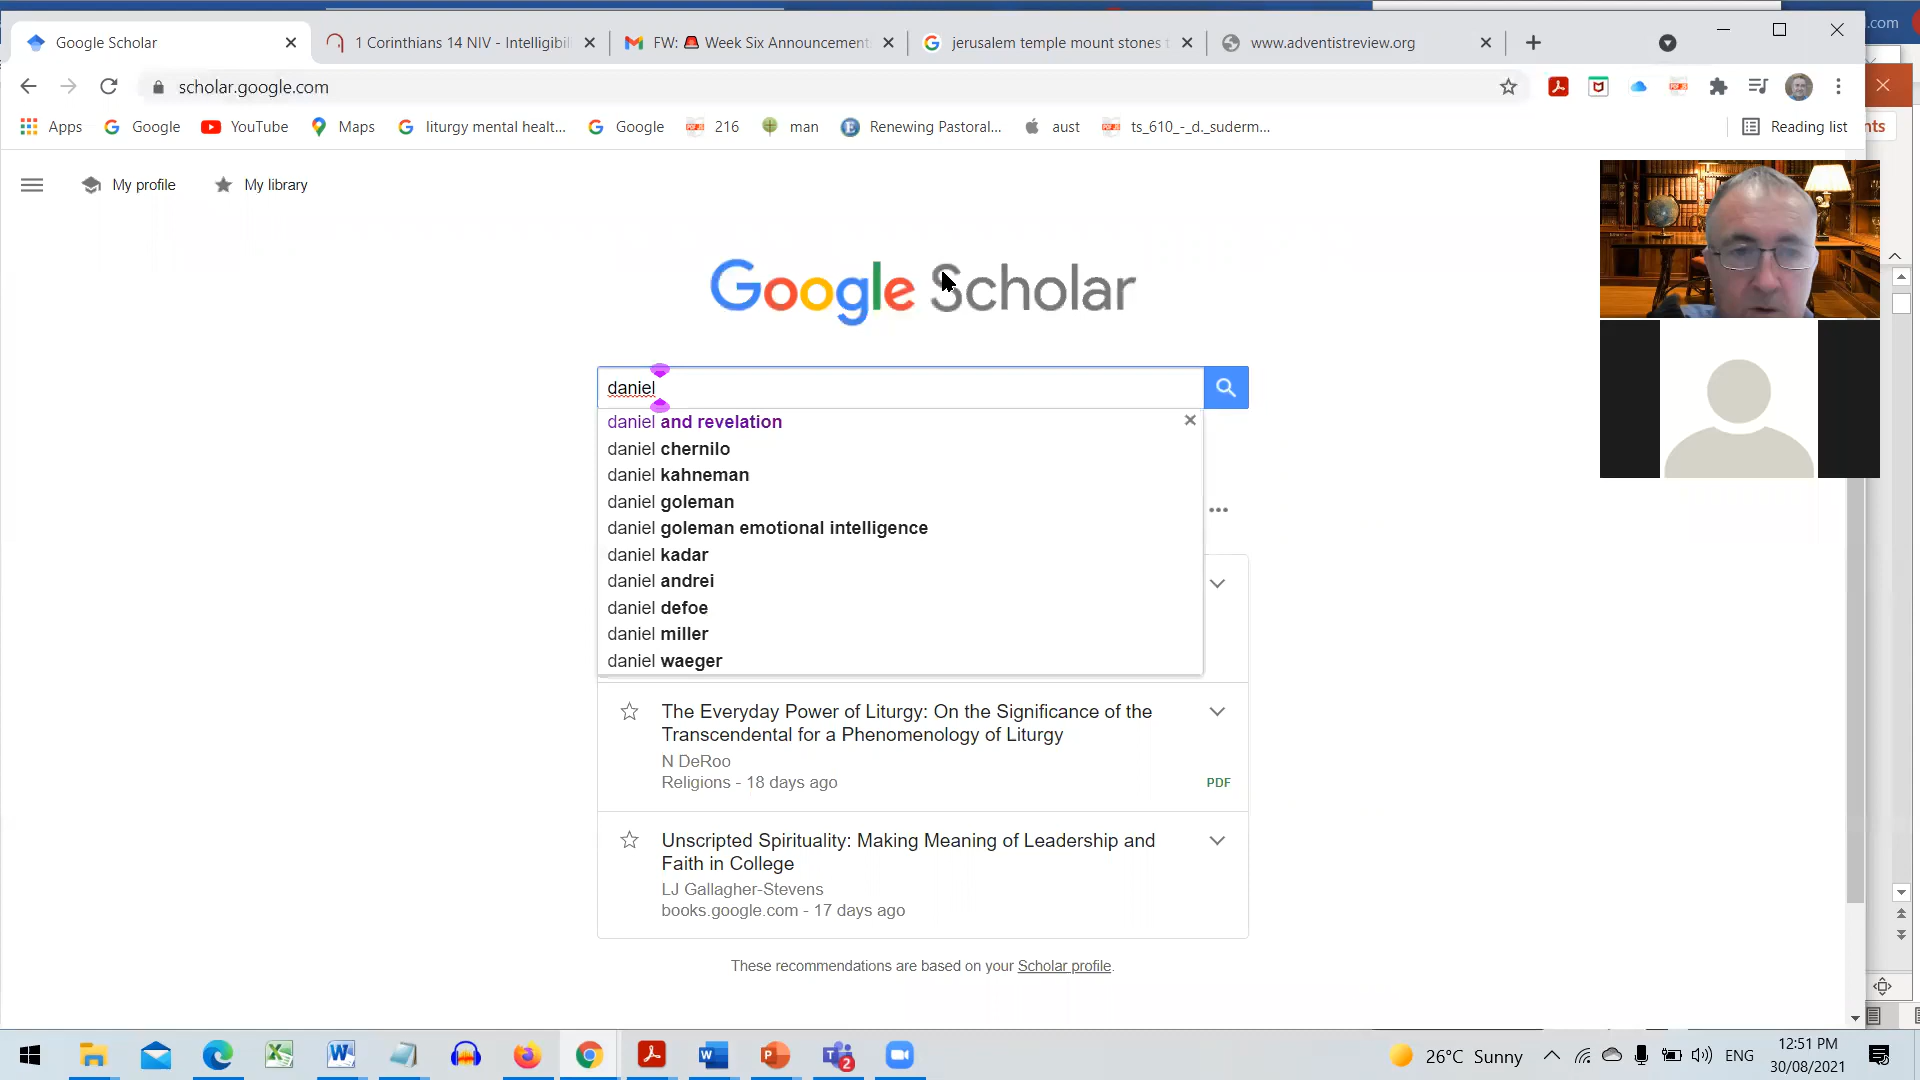 .com
Google Scholar
1 Corinthians 14 NIV - Intelligibil
FW: 🚨 Week Six Announcement
jerusalem temple mount stones t
www.adventistreview.org
scholar.google.com
Apps
Google
YouTube
Maps
liturgy mental healt...
Google
216
man
Renewing Pastoral...
aust
ts_610_-_d._suderm...
Reading list
nts
My profile
My library
Google Scholar
daniel
daniel and revelation
daniel chernilo
daniel kahneman
daniel goleman
daniel goleman emotional intelligence
daniel kadar
daniel andrei
daniel defoe
daniel miller
daniel waeger
The Everyday Power of Liturgy: On the Significance of the
Transcendental for a Phenomenology of Liturgy
N DeRoo
Religions - 18 days ago
PDF
Unscripted Spirituality: Making Meaning of Leadership and
Faith in College
LJ Gallagher-Stevens
books.google.com - 17 days ago
These recommendations are based on your Scholar profile.
26°C Sunny
ENG
12:51 PM
30/08/2021
2